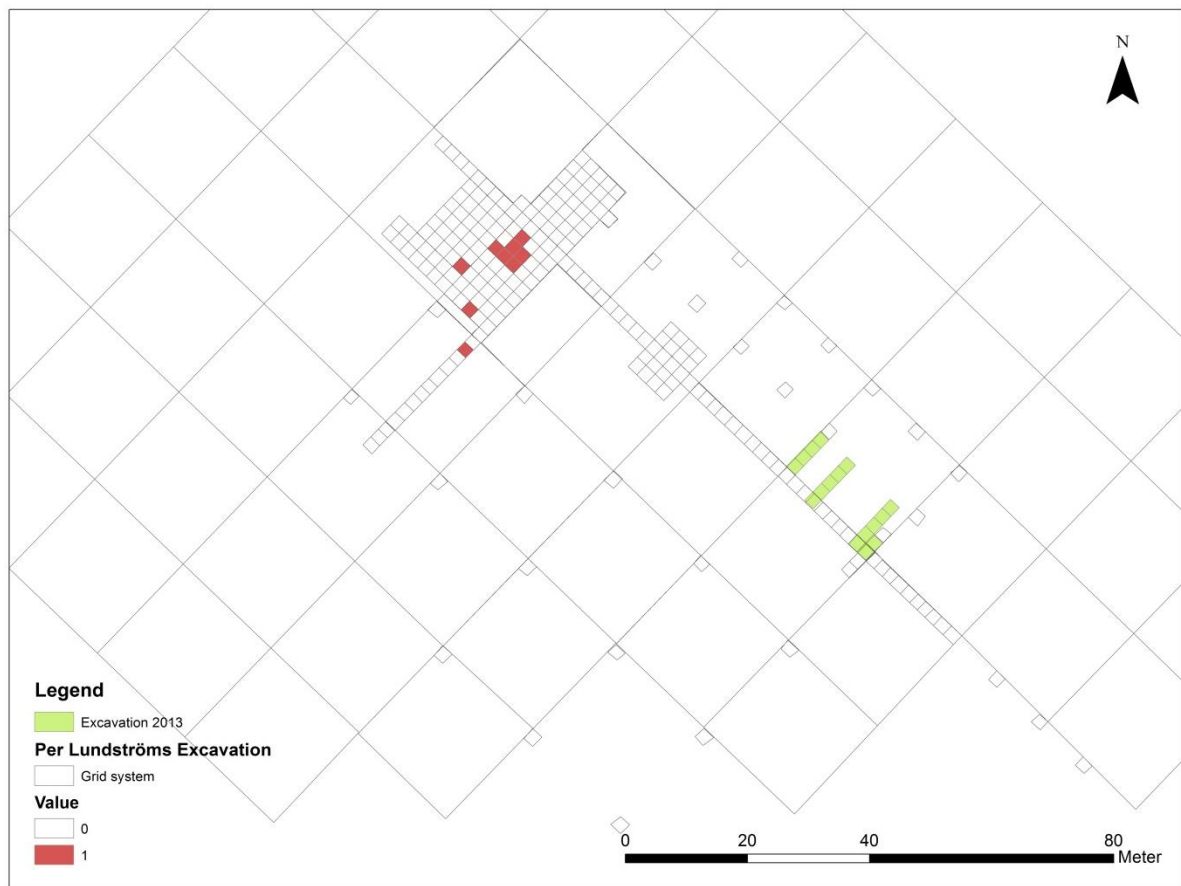 N
Legend
Excavation 2013
Per Lundströms Excavation
Grid system
Value
0
1
0 20 40 80
Meter